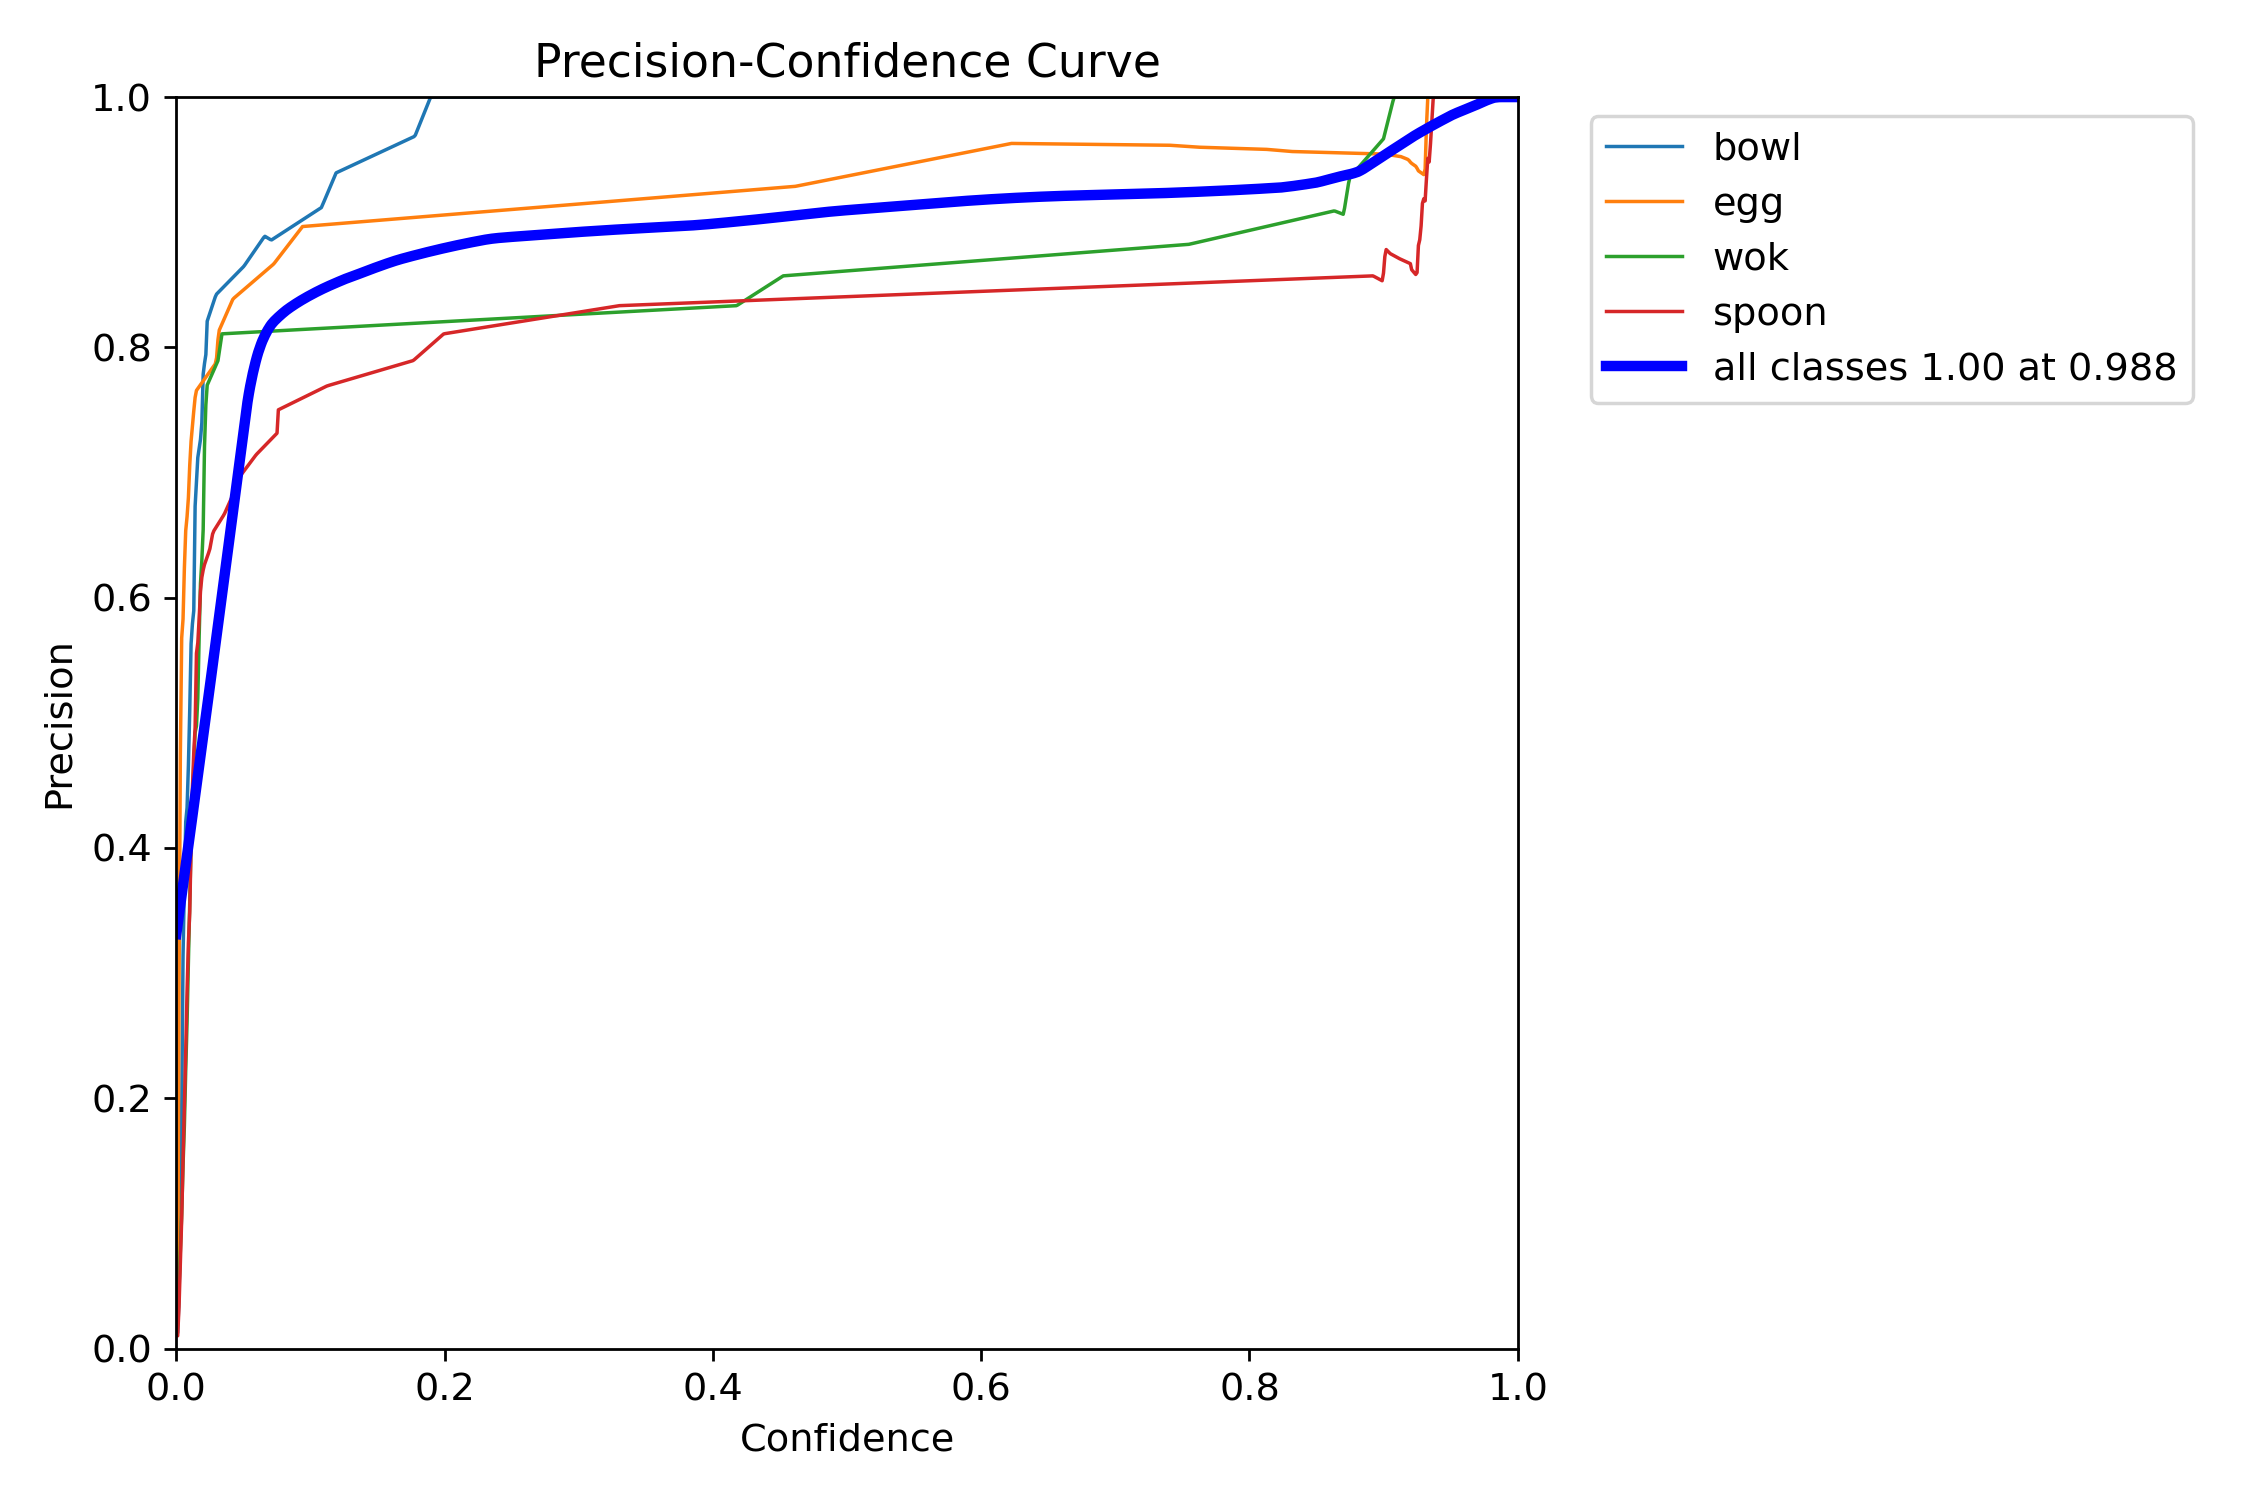 Precision-Confidence Curve
1.0
0.8
0.6
0.4
0.2
0.0
Precision
0.0 0.2 0.4 0.6 0.8 1.0
Confidence
bowl
egg
wok
spoon
all classes 1.00 at 0.988